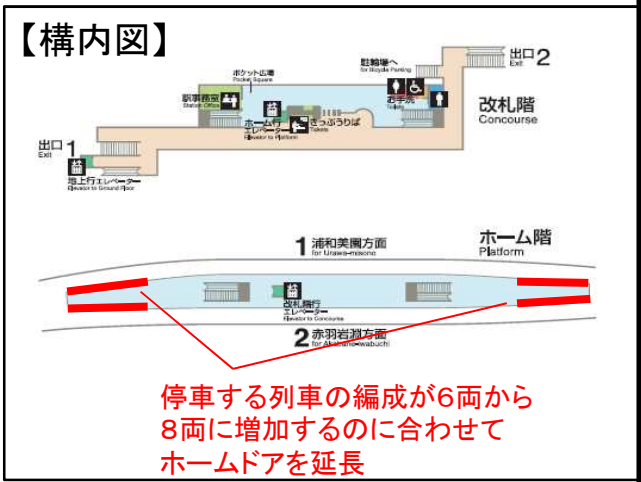 【構内図】
駐輪場へ
for Bicycle Parking
出口2
Exit
ポケット広場
Pocket Square
駅事務室
Station Office
お手洗
Toilets
改札階
Concourse
ホーム行
エレベーター
Elevator to Platform
きっぷうりば
Tickets
出口1
Exit
地上行エレベーター
Elevator to Ground Floor
1 浦和美園方面
for Urawa-misono
ホーム階
Platform
改札階行
エレベーター
Elevator to Concourse
2 赤羽岩淵方面
for Akabane-Iwabuchi
停車する列車の編成が6両から
8両に増加するのに合わせて
ホームドアを延長